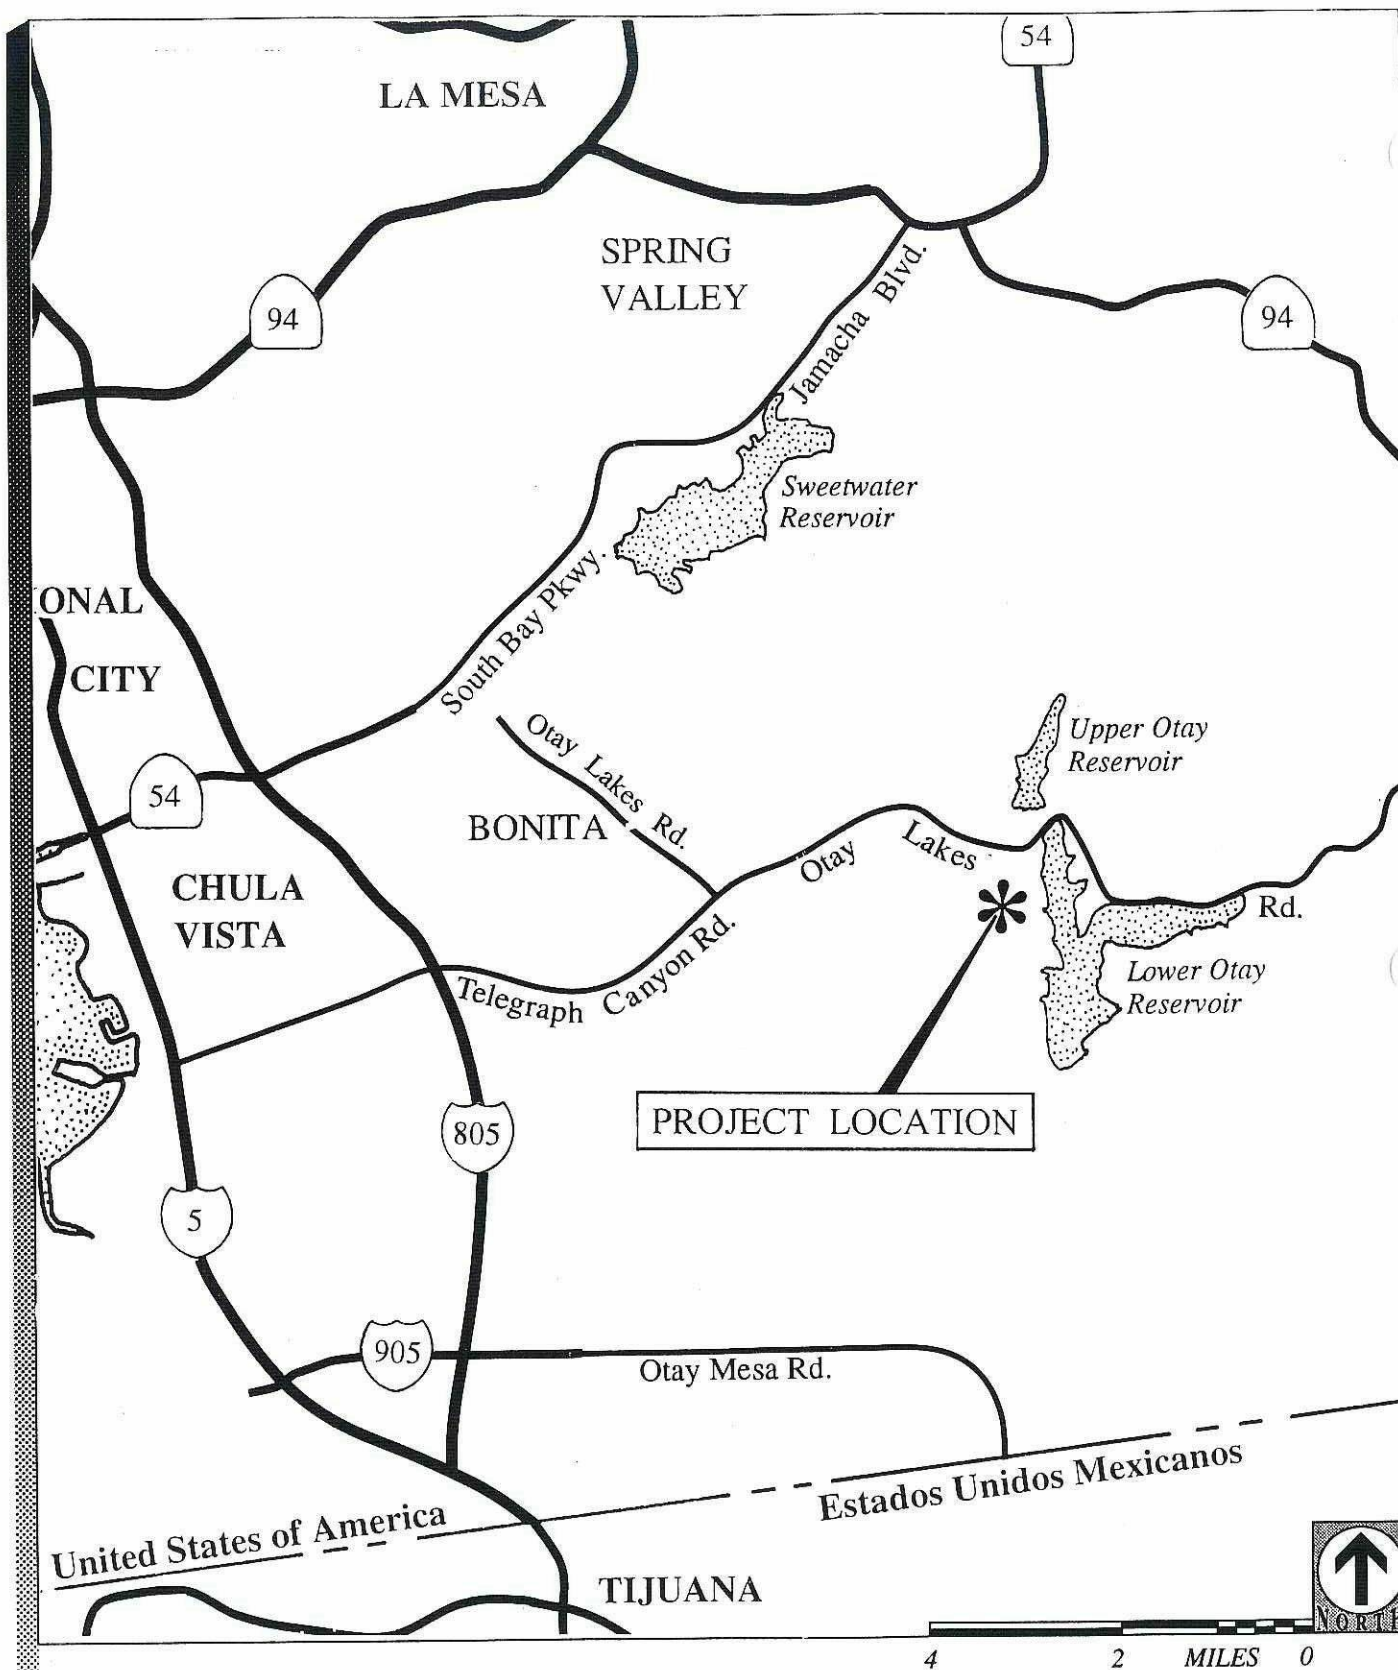 54
LA MESA
SPRING
VALLEY
Jamacha Blvd.
94
94
Sweetwater
Reservoir
South Bay Pkwy.
ONAL
CITY
Otay Lakes Rd.
Upper Otay
Reservoir
54
BONITA
Otay Lakes Rd.
CHULA
VISTA
Telegraph Canyon Rd.
Lower Otay
Reservoir
PROJECT LOCATION
805
5
905
Otay Mesa Rd.
United States of America
Estados Unidos Mexicanos
TIJUANA
NORTH
4 2 MILES 0